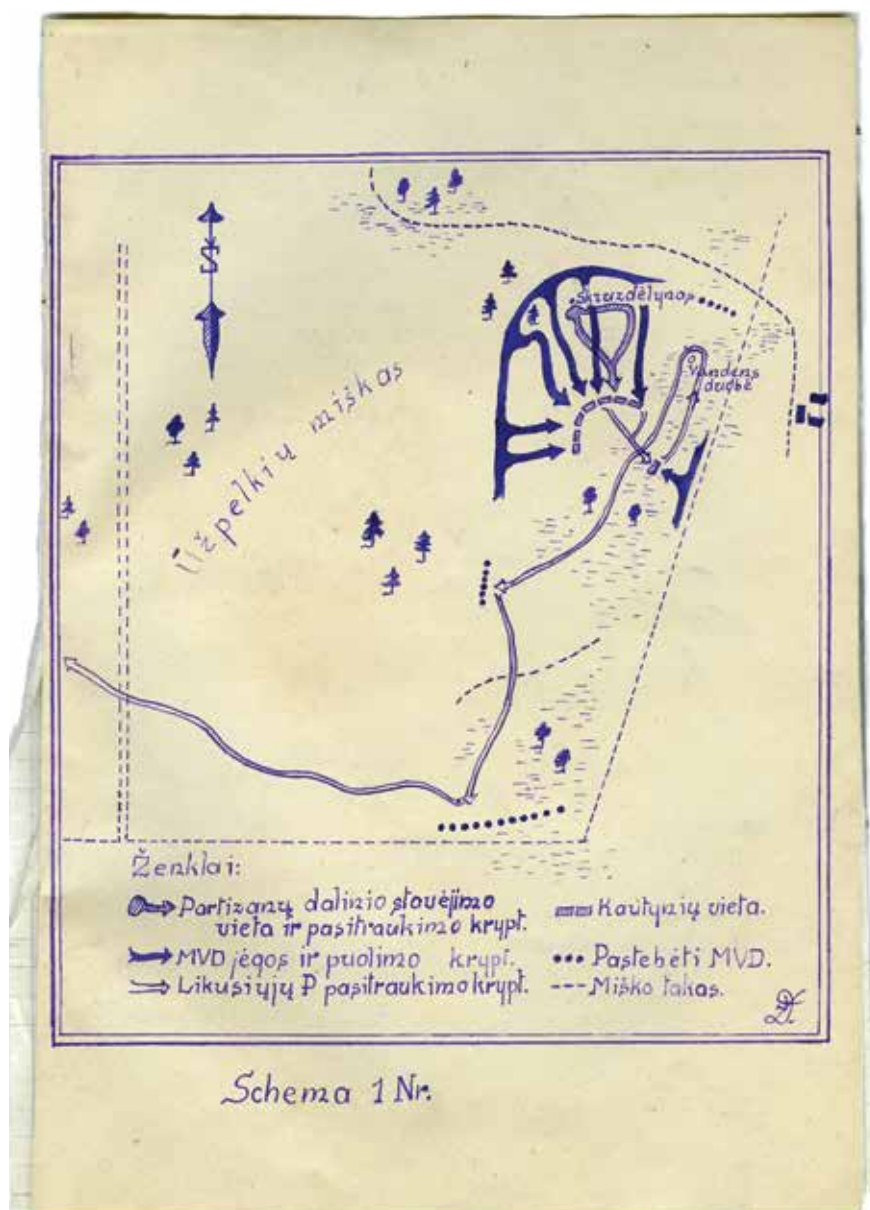 Š
Skruzdėlynas
Vandens
duobė
Užpelkių miškas
Ženklai:
Partizanų dalinio stovėjimo
vieta ir pasitraukimo krypt.
MVD jėgos ir puolimo krypt.
Likusiųjų P pasitraukimo krypt.
Kautynių vieta.
Pastebėti MVD.
Miško takas.
Schema 1 Nr.